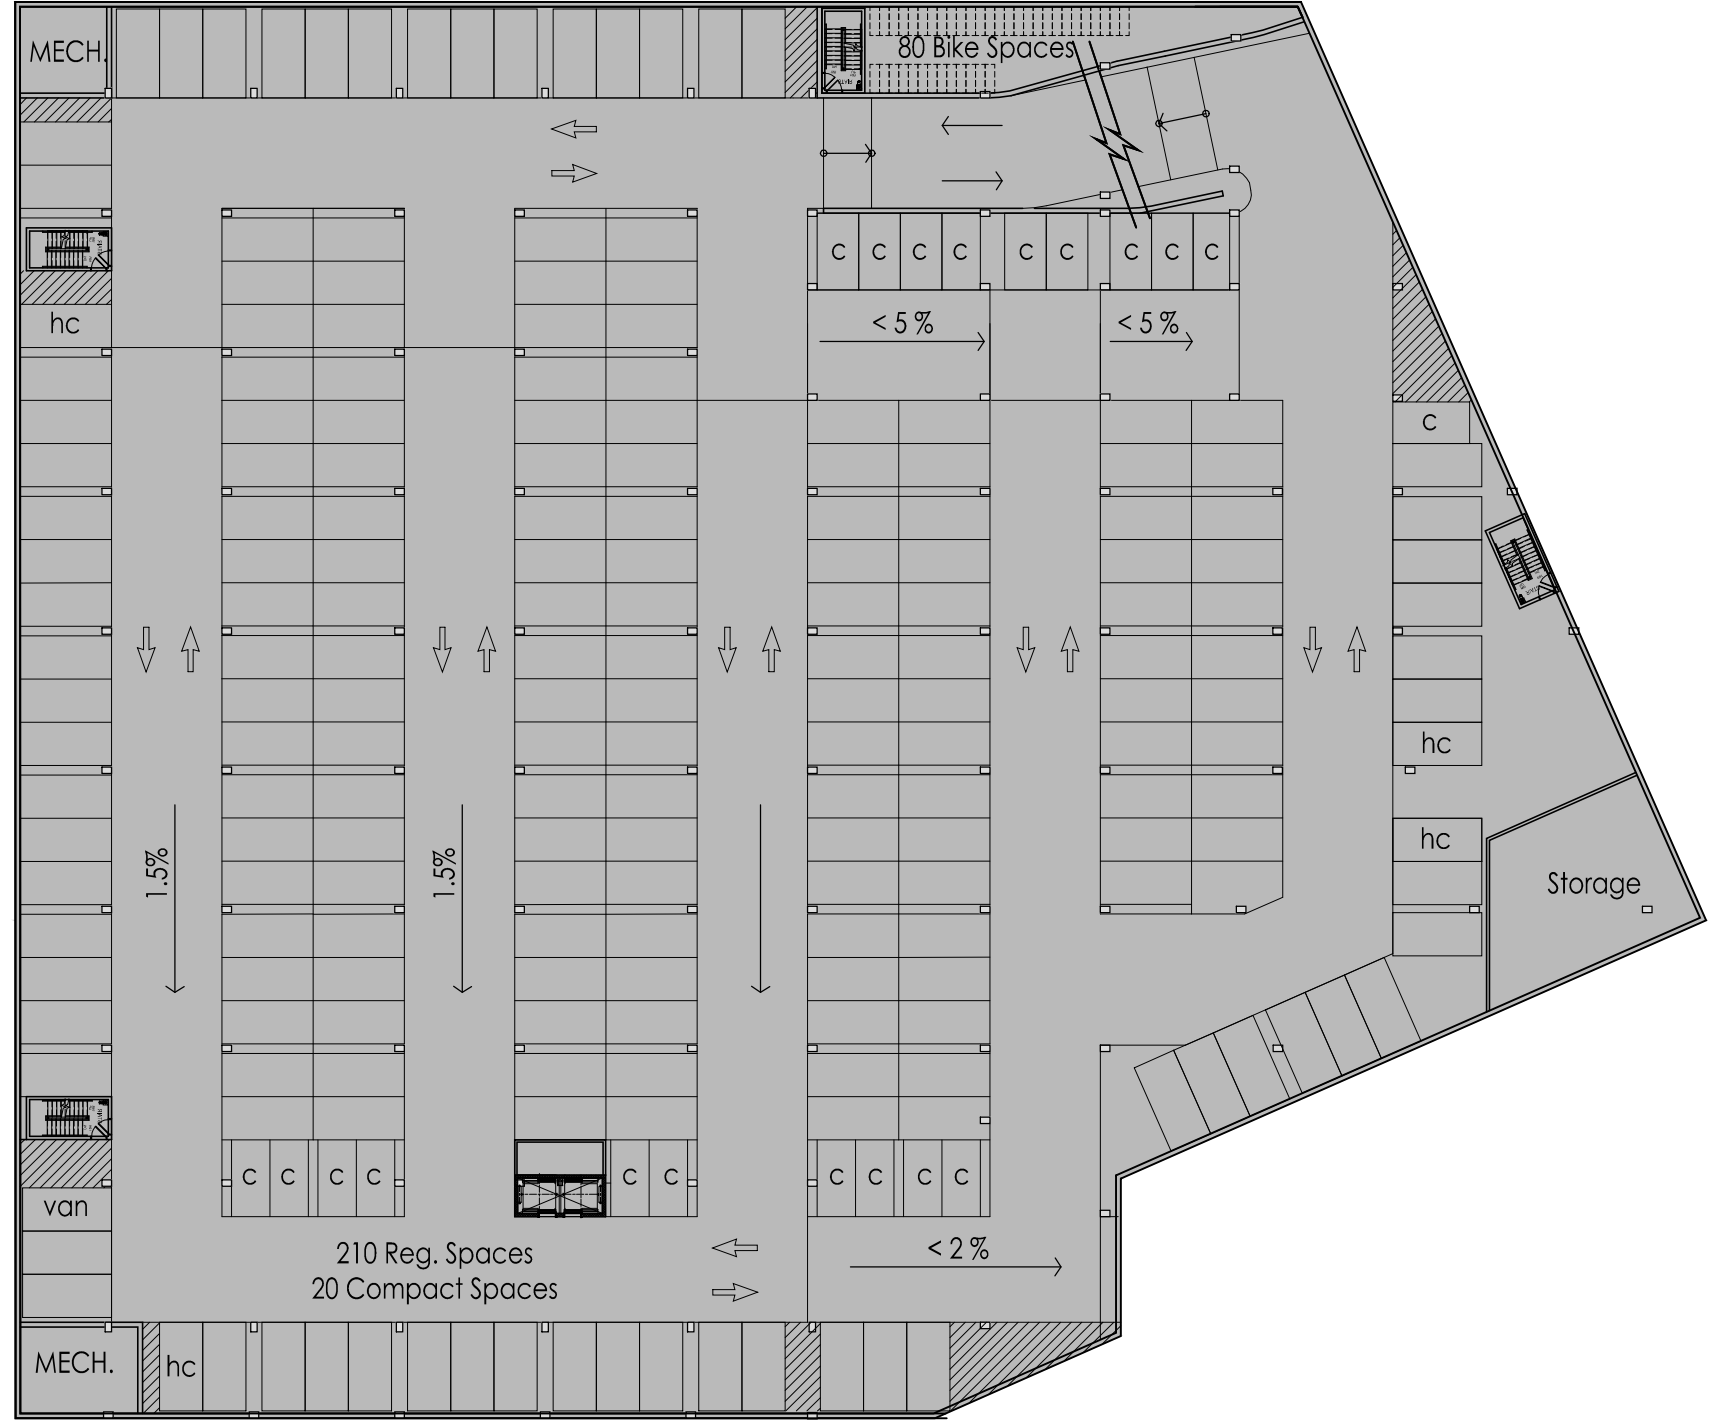 MECH.
80 Bike Spaces
c c c c c c c c c
hc
< 5 %
< 5 %
c
hc
hc
1.5%
1.5%
Storage
c c c c c c c c c c
van
210 Reg. Spaces
20 Compact Spaces
< 2 %
MECH.
hc